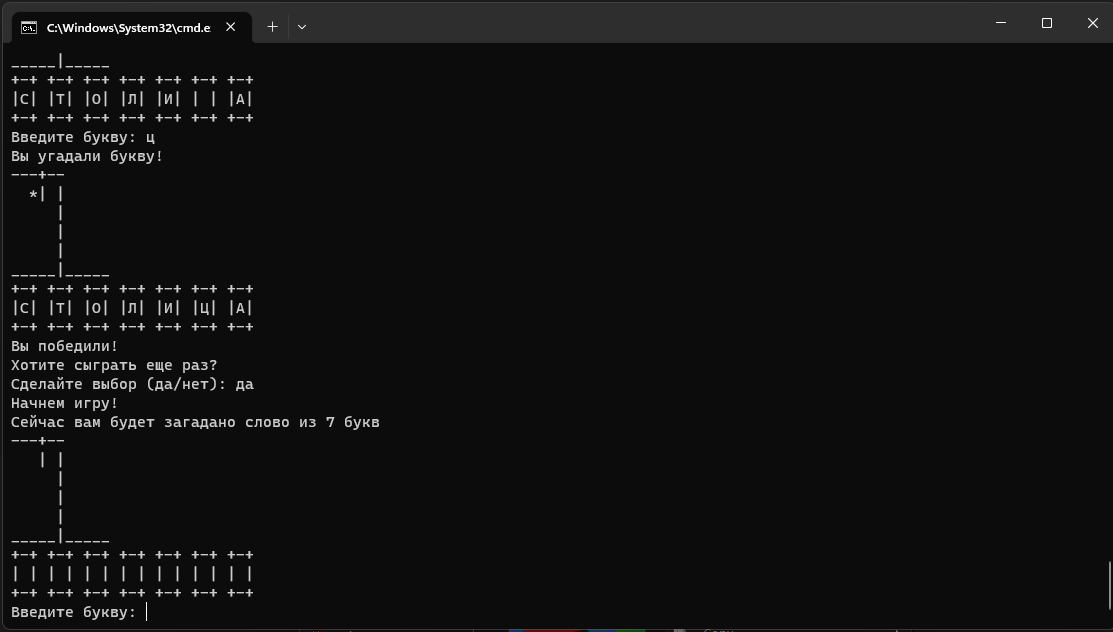 C:\Windows\System32\cmd.e
_____|_____
+-+ +-+ +-+ +-+ +-+ +-+ +-+
|С| |Т| |О| |Л| |И| | | |А|
+-+ +-+ +-+ +-+ +-+ +-+ +-+
Введите букву: ц
Вы угадали букву!
---+--
  *| |
     |
     |
     |
_____|_____
+-+ +-+ +-+ +-+ +-+ +-+ +-+
|С| |Т| |О| |Л| |И| |Ц| |А|
+-+ +-+ +-+ +-+ +-+ +-+ +-+
Вы победили!
Хотите сыграть еще раз?
Сделайте выбор (да/нет): да
Начнем игру!
Сейчас вам будет загадано слово из 7 букв
---+--
   | |
     |
     |
     |
_____|_____
+-+ +-+ +-+ +-+ +-+ +-+ +-+
| | | | | | | | | | | | | |
+-+ +-+ +-+ +-+ +-+ +-+ +-+
Введите букву: